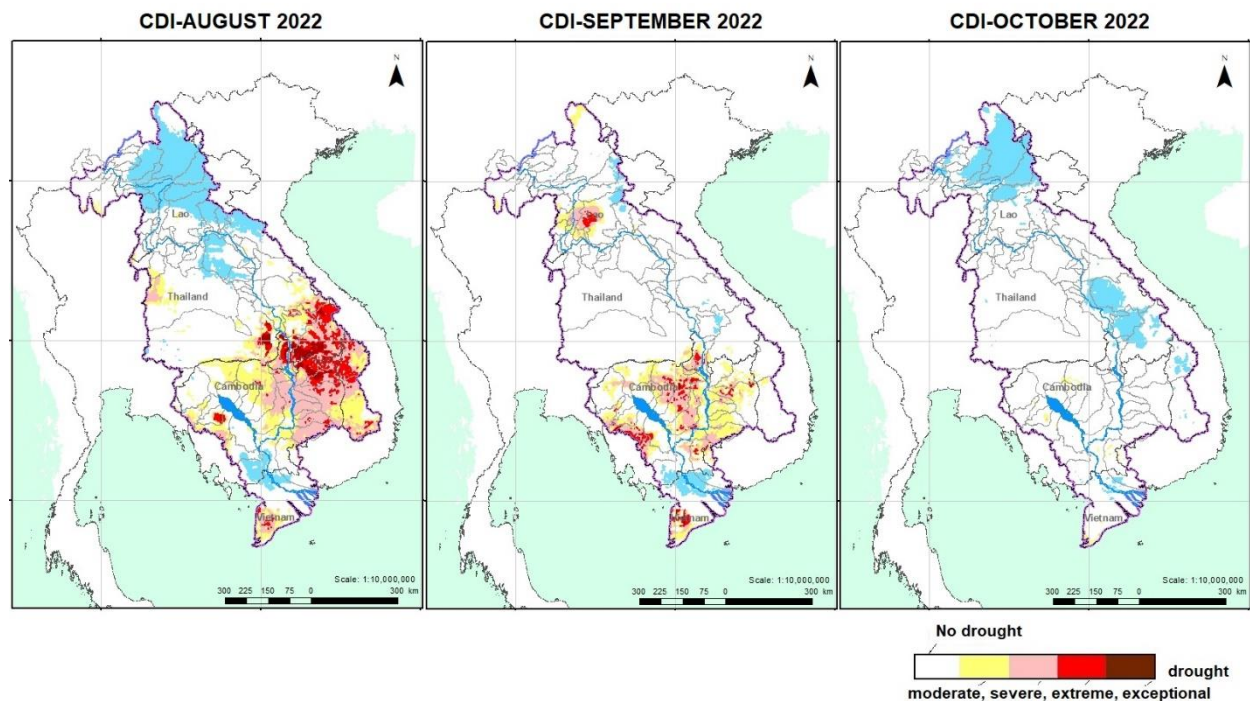 CDI-AUGUST 2022
N
Lao
Thailand
Cambodia
Vietnam
Scale: 1:10,000,000
300 225 150 75 0 300 km
CDI-SEPTEMBER 2022
N
Lao
Thailand
Cambodia
Vietnam
Scale: 1:10,000,000
300 225 150 75 0 300 km
CDI-OCTOBER 2022
N
Lao
Thailand
Cambodia
Vietnam
Scale: 1:10,000,000
300 225 150 75 0 300 km
No drought
drought
moderate, severe, extreme, exceptional